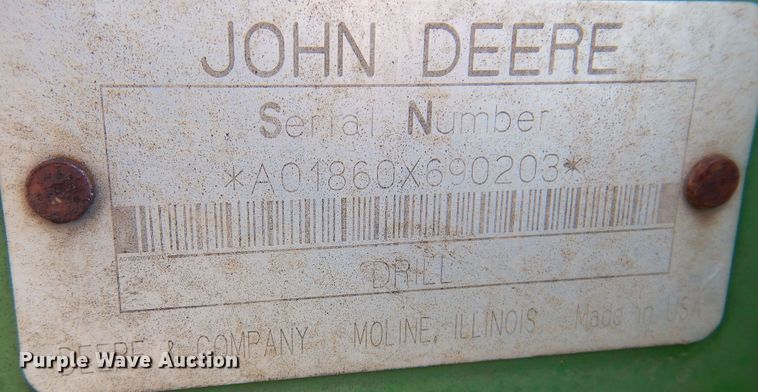 JOHN DEERE
Serial Number
*A01860X690203*
DRILL
DEERE & COMPANY MOLINE, ILLINOIS Made in USA
Purple Wave Auction